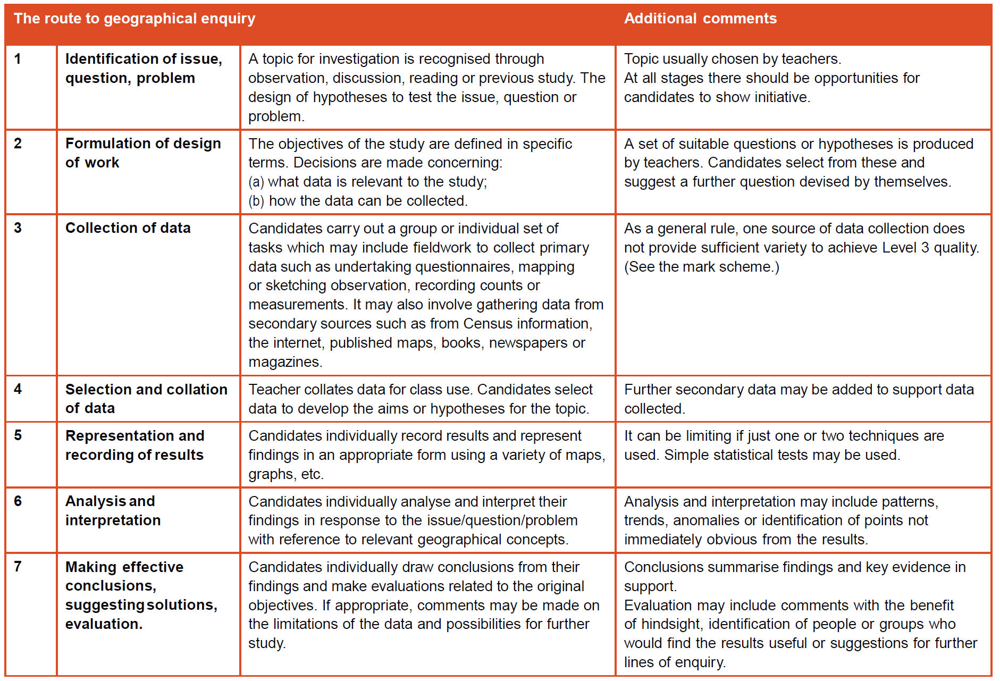 The route to geographical enquiry
Additional comments
1
Identification of issue,
question, problem
A topic for investigation is recognised through
observation, discussion, reading or previous study. The
design of hypotheses to test the issue, question or
problem.
Topic usually chosen by teachers.
At all stages there should be opportunities for
candidates to show initiative.
2
Formulation of design
of work
The objectives of the study are defined in specific
terms. Decisions are made concerning:
(a) what data is relevant to the study;
(b) how the data can be collected.
A set of suitable questions or hypotheses is produced
by teachers. Candidates select from these and
suggest a further question devised by themselves.
3
Collection of data
Candidates carry out a group or individual set of
tasks which may include fieldwork to collect primary
data such as undertaking questionnaires, mapping
or sketching observation, recording counts or
measurements. It may also involve gathering data from
secondary sources such as from Census information,
the internet, published maps, books, newspapers or
magazines.
As a general rule, one source of data collection does
not provide sufficient variety to achieve Level 3 quality.
(See the mark scheme.)
4
Selection and collation
of data
Teacher collates data for class use. Candidates select
data to develop the aims or hypotheses for the topic.
Further secondary data may be added to support data
collected.
5
Representation and
recording of results
Candidates individually record results and represent
findings in an appropriate form using a variety of maps,
graphs, etc.
It can be limiting if just one or two techniques are
used. Simple statistical tests may be used.
6
Analysis and
interpretation
Candidates individually analyse and interpret their
findings in response to the issue/question/problem
with reference to relevant geographical concepts.
Analysis and interpretation may include patterns,
trends, anomalies or identification of points not
immediately obvious from the results.
7
Making effective
conclusions,
suggesting solutions,
evaluation.
Candidates individually draw conclusions from their
findings and make evaluations related to the original
objectives. If appropriate, comments may be made on
the limitations of the data and possibilities for further
study.
Conclusions summarise findings and key evidence in
support.
Evaluation may include comments with the benefit
of hindsight, identification of people or groups who
would find the results useful or suggestions for further
lines of enquiry.